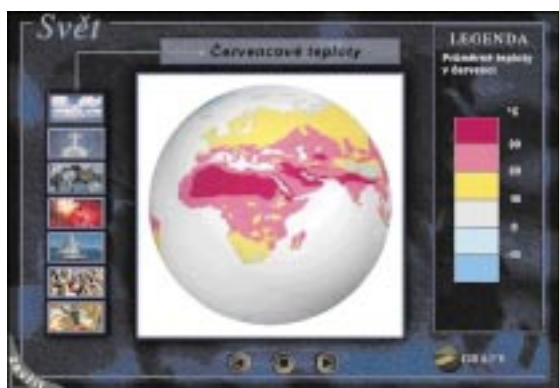 Svět
Červencové teploty
LEGENDA
Průměrné teploty
v červenci
°C
30
20
10
0
-10